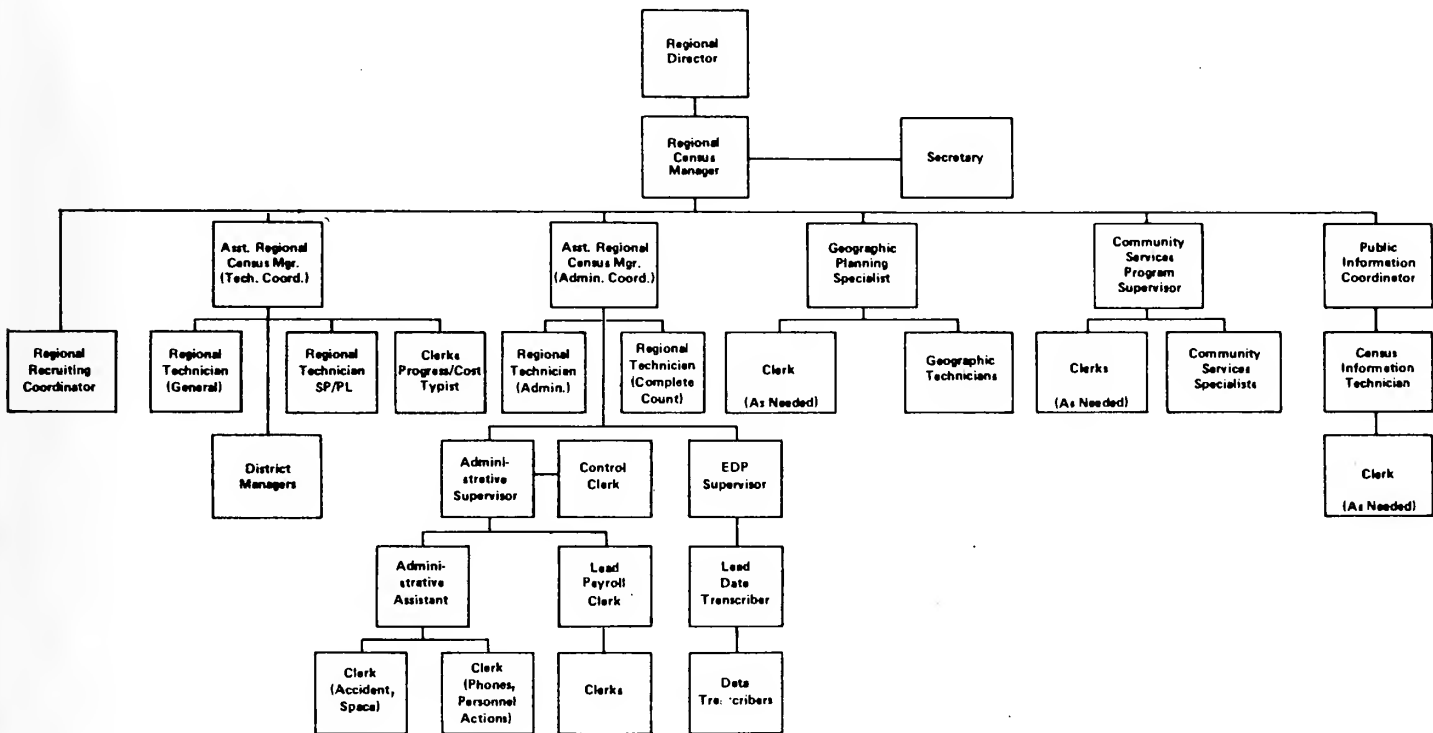 Regional
Director
Regional
Census
Manager
Secretary
Asst. Regional
Census Mgr.
(Tech. Coord.)
Asst. Regional
Census Mgr.
(Admin. Coord.)
Geographic
Planning
Specialist
Community
Services
Program
Supervisor
Public
Information
Coordinator
Regional
Recruiting
Coordinator
Regional
Technician
(General)
Regional
Technician
SP/PL
Clerks
Progress/Cost
Typist
Regional
Technician
(Admin.)
Regional
Technician
(Complete
Count)
Clerk
(As Needed)
Geographic
Technicians
Clerks
(As Needed)
Community
Services
Specialists
Census
Information
Technician
District
Managers
Admini-
strative
Supervisor
Control
Clerk
EDP
Supervisor
Clerk
(As Needed)
Admini-
strative
Assistant
Lead
Payroll
Clerk
Lead
Date
Transcriber
Clerk
(Accident,
Space)
Clerk
(Phones,
Personnel
Actions)
Clerks
Data